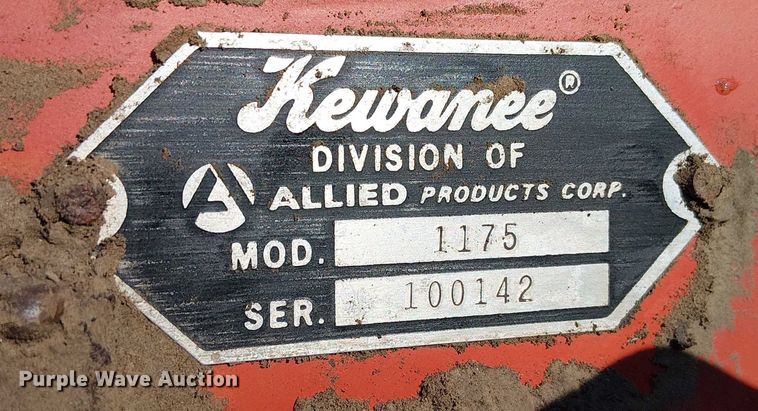 Kewanee®
DIVISION OF
ALLIED PRODUCTS CORP.
MOD. 1175
SER. 100142
Purple Wave Auction